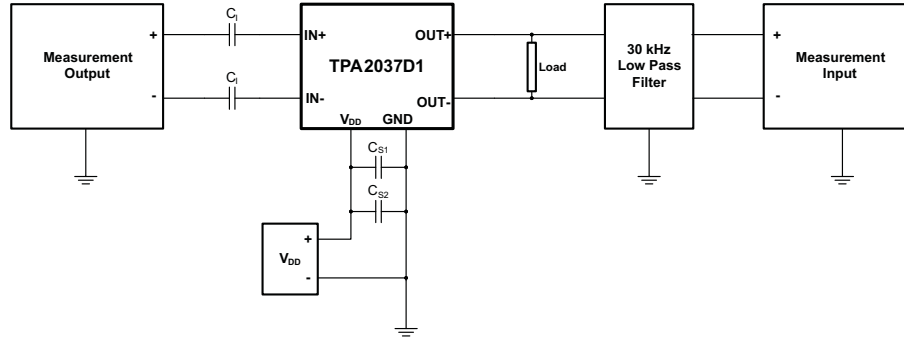 Measurement
Output
+
-
C_I
C_I
IN+
IN-
TPA2037D1
OUT+
OUT-
V_DD
GND
Load
30 kHz
Low Pass
Filter
Measurement
Input
+
-
C_S1
C_S2
V_DD
+
-